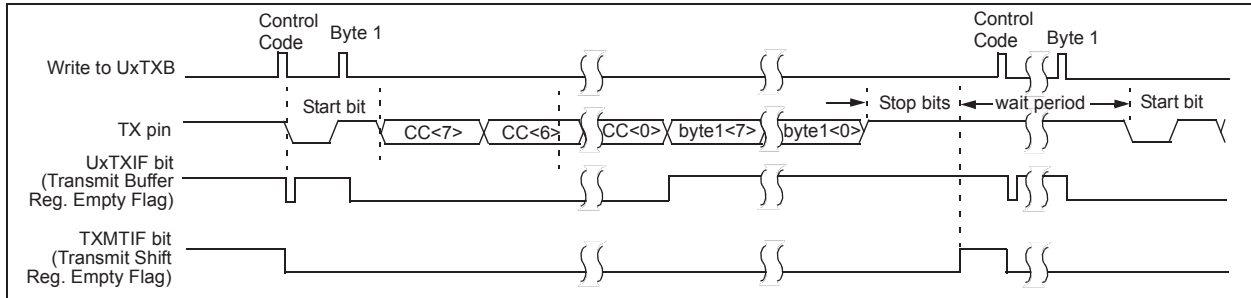 Control
Code
Byte 1
Control
Code
Byte 1
Write to UxTXB
Start bit
Stop bits
wait period
Start bit
TX pin
CC<7>
CC<6>
CC<0>
byte1<7>
byte1<0>
UxTXIF bit
(Transmit Buffer
Reg. Empty Flag)
TXMTIF bit
(Transmit Shift
Reg. Empty Flag)